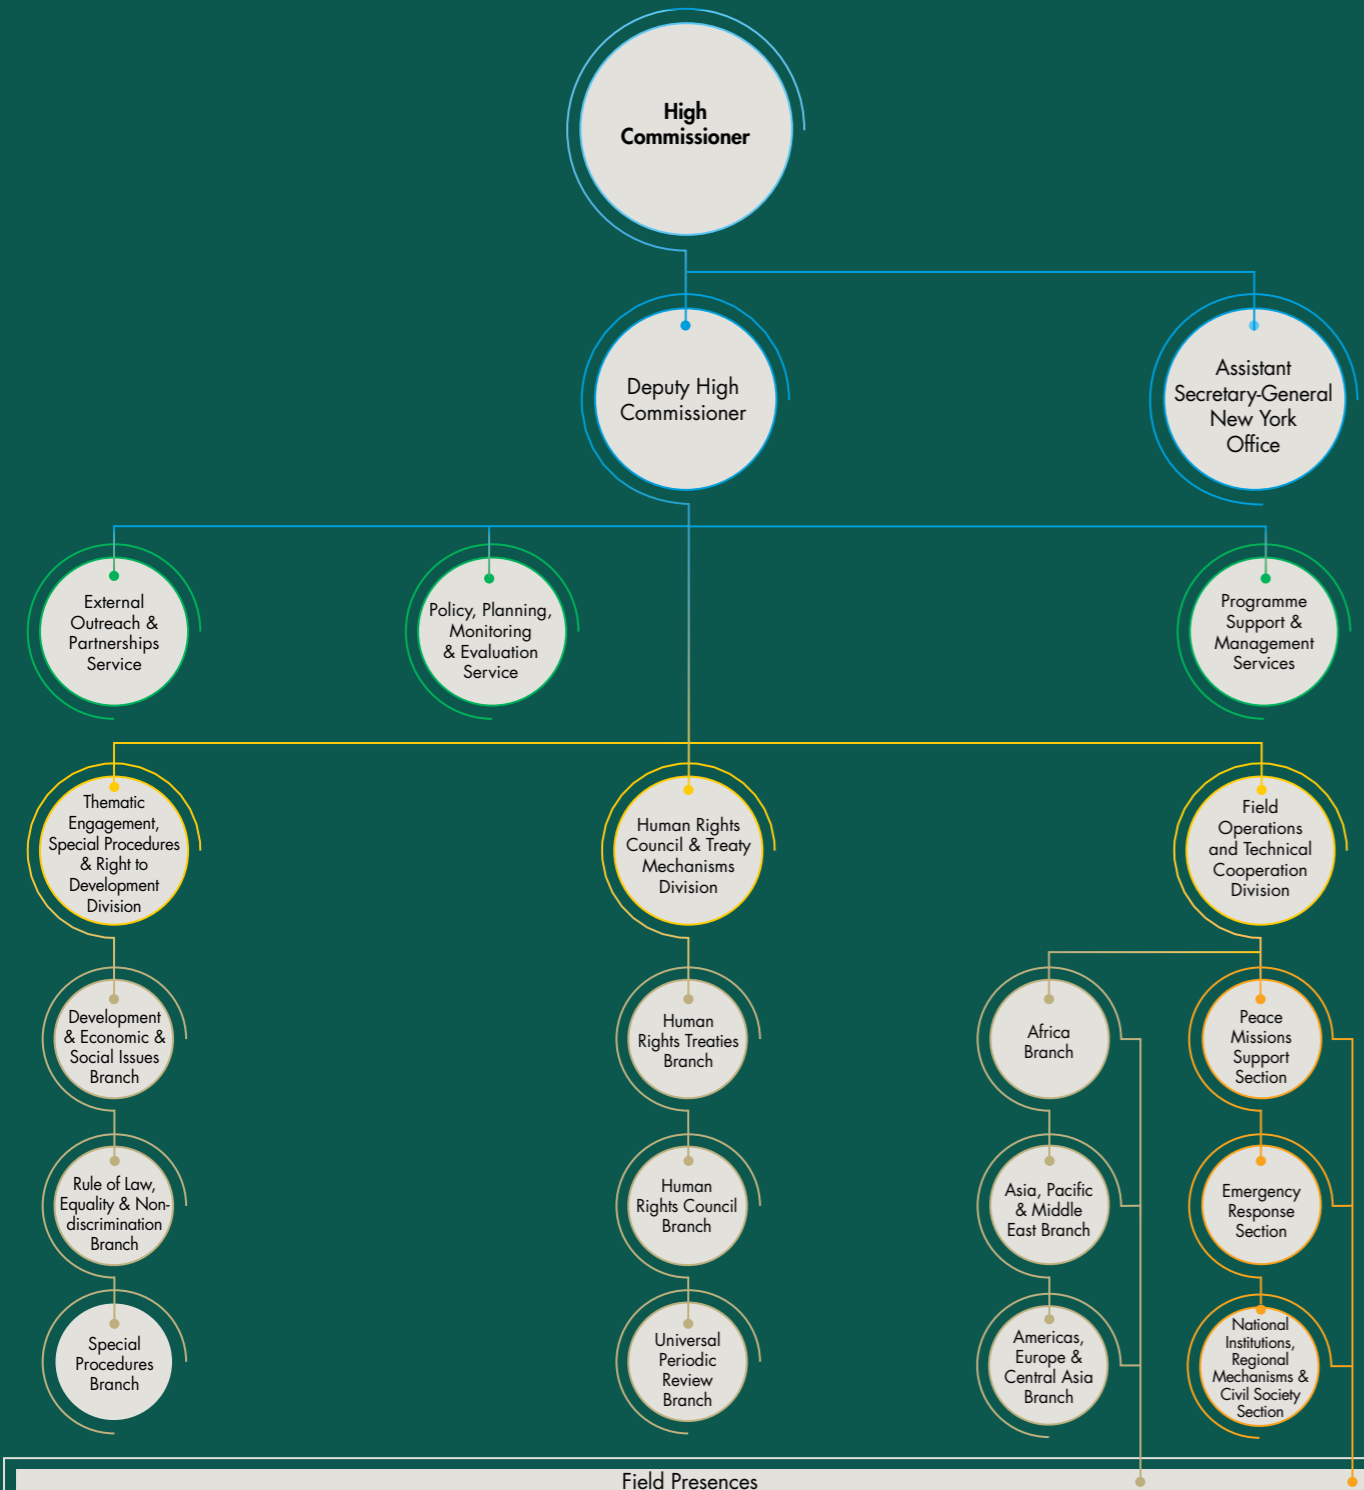 High
Commissioner
Deputy High
Commissioner
Assistant
Secretary-General
New York
Office
External
Outreach &
Partnerships
Service
Policy, Planning,
Monitoring
& Evaluation
Service
Programme
Support &
Management
Services
Thematic
Engagement,
Special Procedures
& Right to
Development
Division
Human Rights
Council & Treaty
Mechanisms
Division
Field
Operations
and Technical
Cooperation
Division
Development
& Economic &
Social Issues
Branch
Human
Rights Treaties
Branch
Africa
Branch
Peace
Missions
Support
Section
Rule of Law,
Equality & Non-
discrimination
Branch
Human
Rights Council
Branch
Asia, Pacific
& Middle
East Branch
Emergency
Response
Section
Special
Procedures
Branch
Universal
Periodic
Review
Branch
Americas,
Europe &
Central Asia
Branch
National
Institutions,
Regional
Mechanisms &
Civil Society
Section
Field Presences